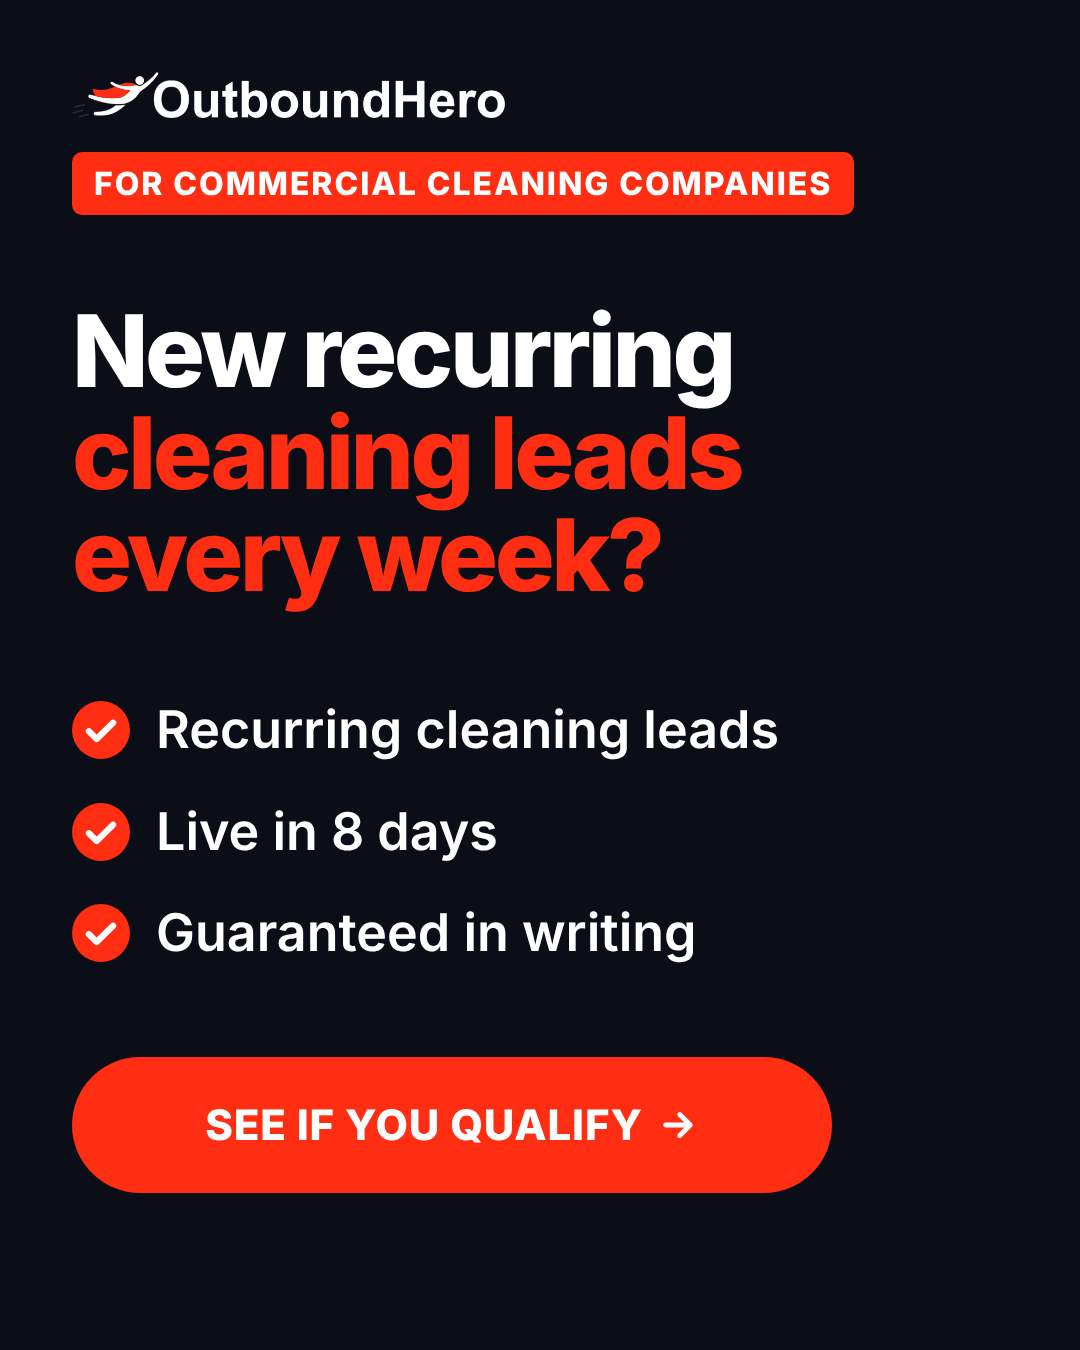 OutboundHero
FOR COMMERCIAL CLEANING COMPANIES
New recurring
cleaning leads
every week?
Recurring cleaning leads
Live in 8 days
Guaranteed in writing
SEE IF YOU QUALIFY →